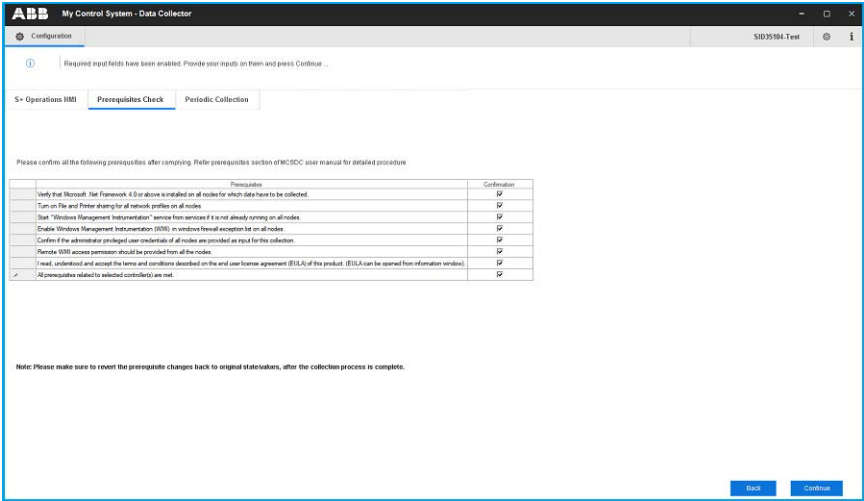 ABB My Control System - Data Collector
Configuration SID35104-Test i
Required input fields have been enabled. Provide your inputs on them and press Continue ...
S+ Operations HMI Prerequisites Check Periodic Collection
Please confirm all the following prerequsities after complying. Refer prerequisites section of MCSDC user manual for detailed procedure
Prerequisites Confirmation
Verify that Microsoft .Net Framework 4.0 or above is installed on all nodes for which data have to be collected.
Turn on File and Printer sharing for all network profiles on all nodes.
Start "Windows Management Instrumentation" service from services if it is not already running on all nodes.
Enable Windows Management Instrumentation (WMI) in windows firewall exception list on all nodes.
Confirm if the administrator privileged user credentials of all nodes are provided as input for this collection.
Remote WMI access permission should be provided from all the nodes.
I read, understood and accept the terms and conditions described on the end user license agreement (EULA) of this product. (EULA can be opened from information window).
All prerequisites related to selected controller(s) are met.
Note: Please make sure to revert the prerequisite changes back to original state/values, after the collection process is complete.
Back Continue